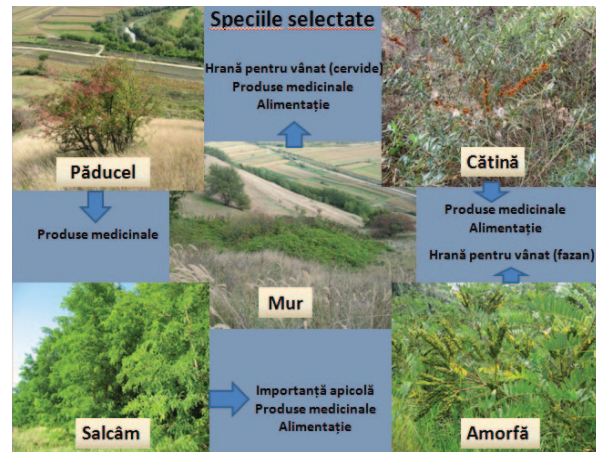 Speciile selectate
Hrană pentru vânat (cervide)
Produse medicinale
Alimentație
Păducel
Cătină
Produse medicinale
Produse medicinale
Alimentație
Hrană pentru vânat (fazan)
Mur
Importanță apicolă
Produse medicinale
Alimentație
Salcâm
Amorfă